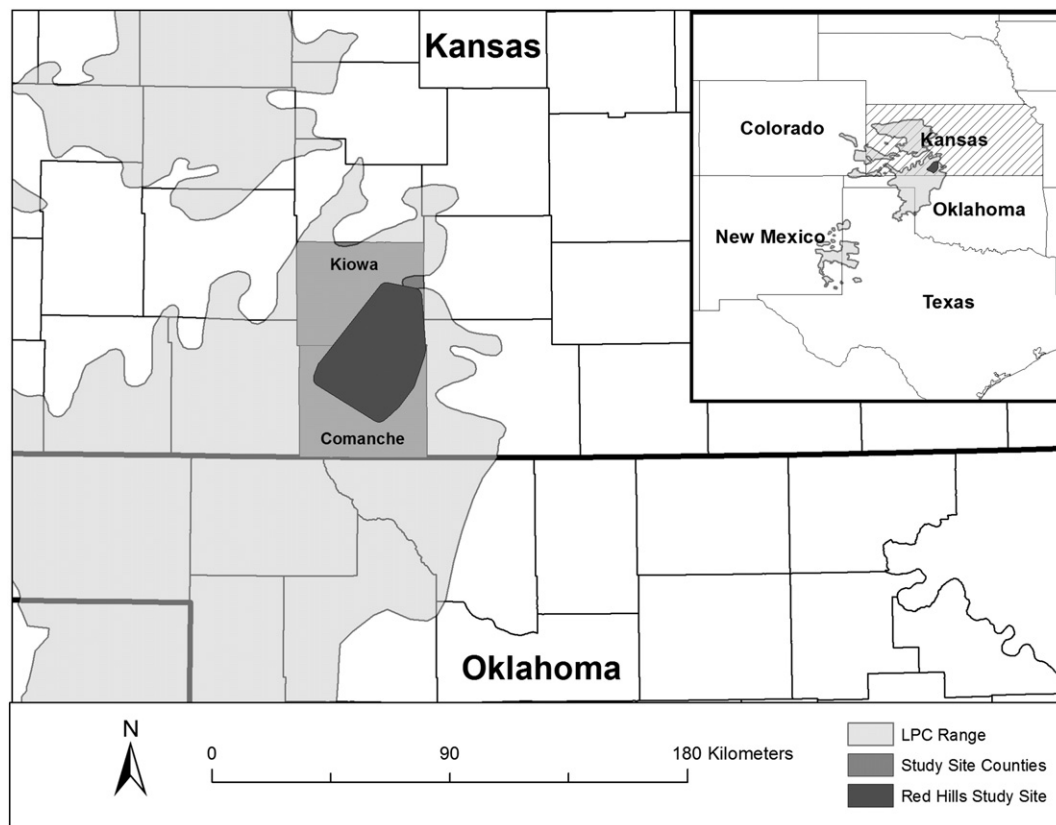 Kansas
Kiowa
Comanche
Oklahoma
Colorado
Kansas
Oklahoma
New Mexico
Texas
N
0 90 180 Kilometers
LPC Range
Study Site Counties
Red Hills Study Site